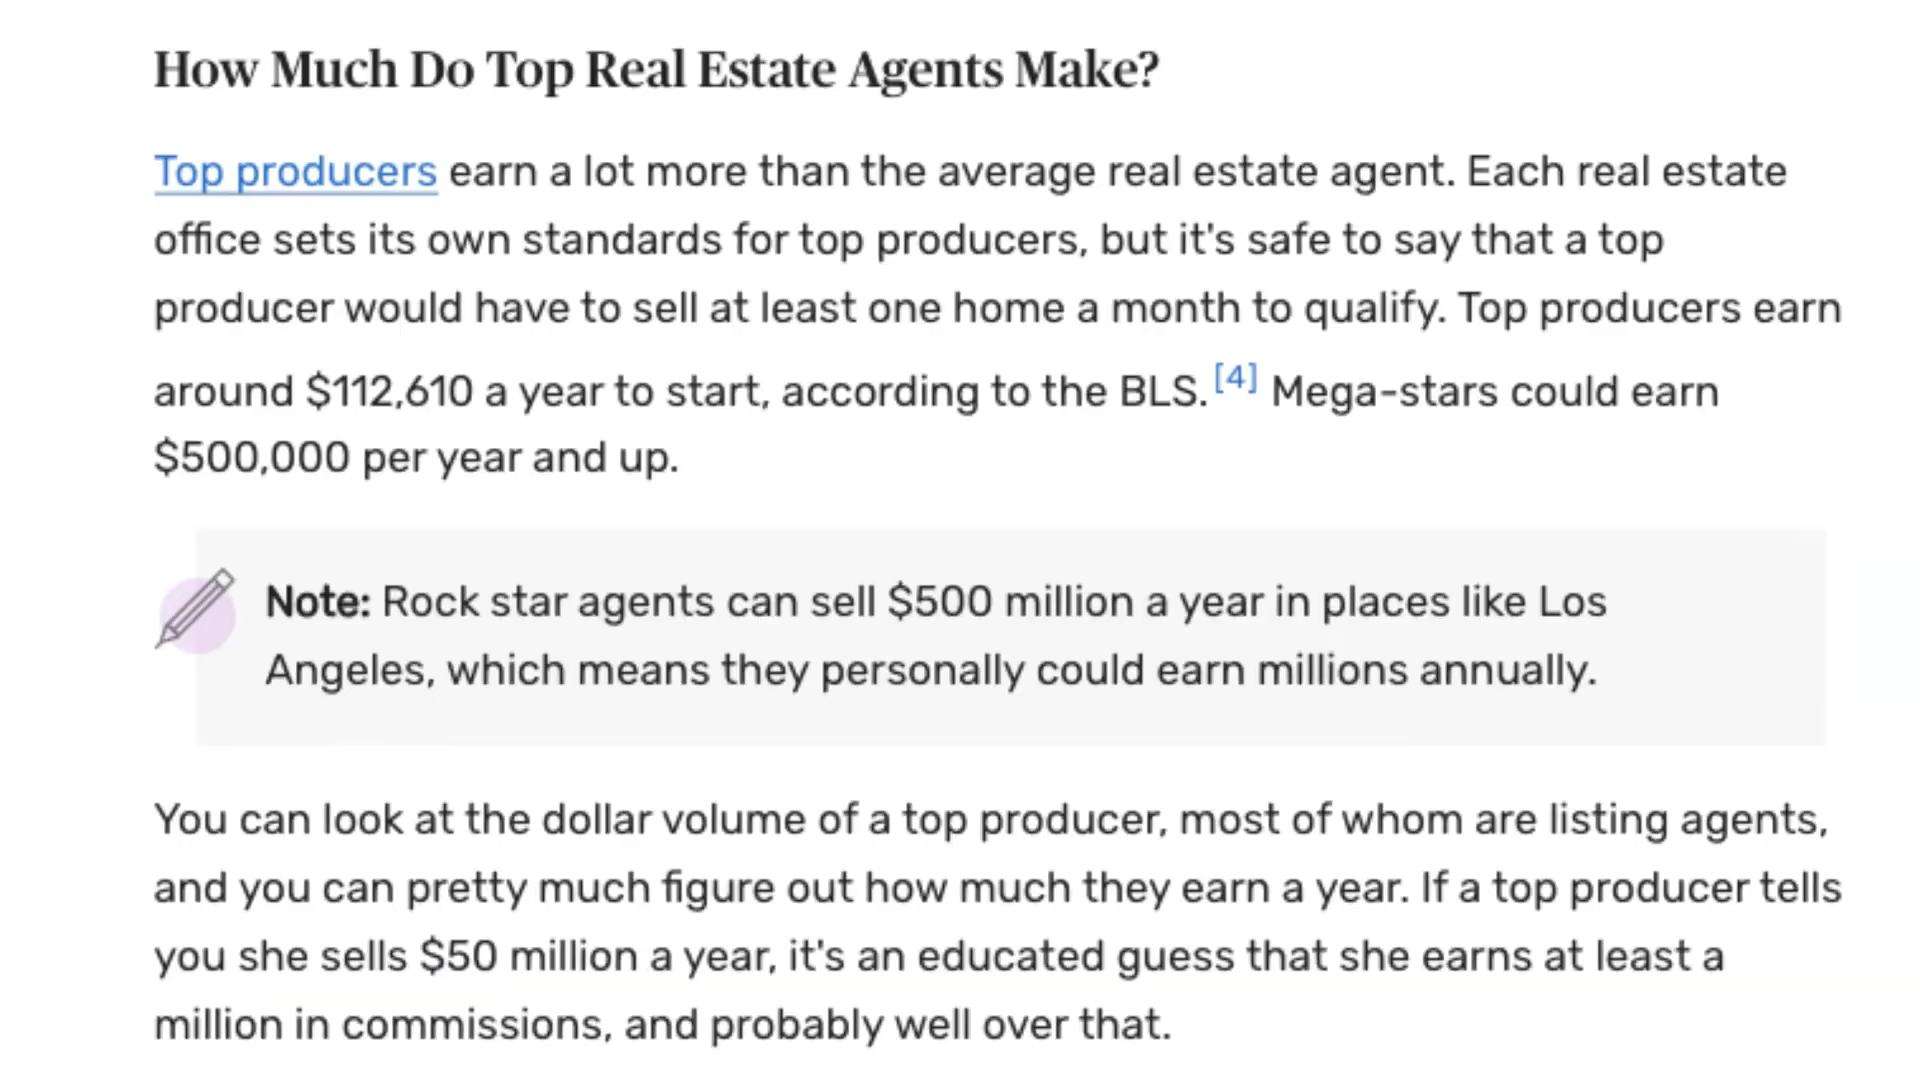 How Much Do Top Real Estate Agents Make?
Top producers earn a lot more than the average real estate agent. Each real estate
office sets its own standards for top producers, but it's safe to say that a top
producer would have to sell at least one home a month to qualify. Top producers earn
around $112,610 a year to start, according to the BLS.[4] Mega-stars could earn
$500,000 per year and up.
Note: Rock star agents can sell $500 million a year in places like Los
Angeles, which means they personally could earn millions annually.
You can look at the dollar volume of a top producer, most of whom are listing agents,
and you can pretty much figure out how much they earn a year. If a top producer tells
you she sells $50 million a year, it's an educated guess that she earns at least a
million in commissions, and probably well over that.